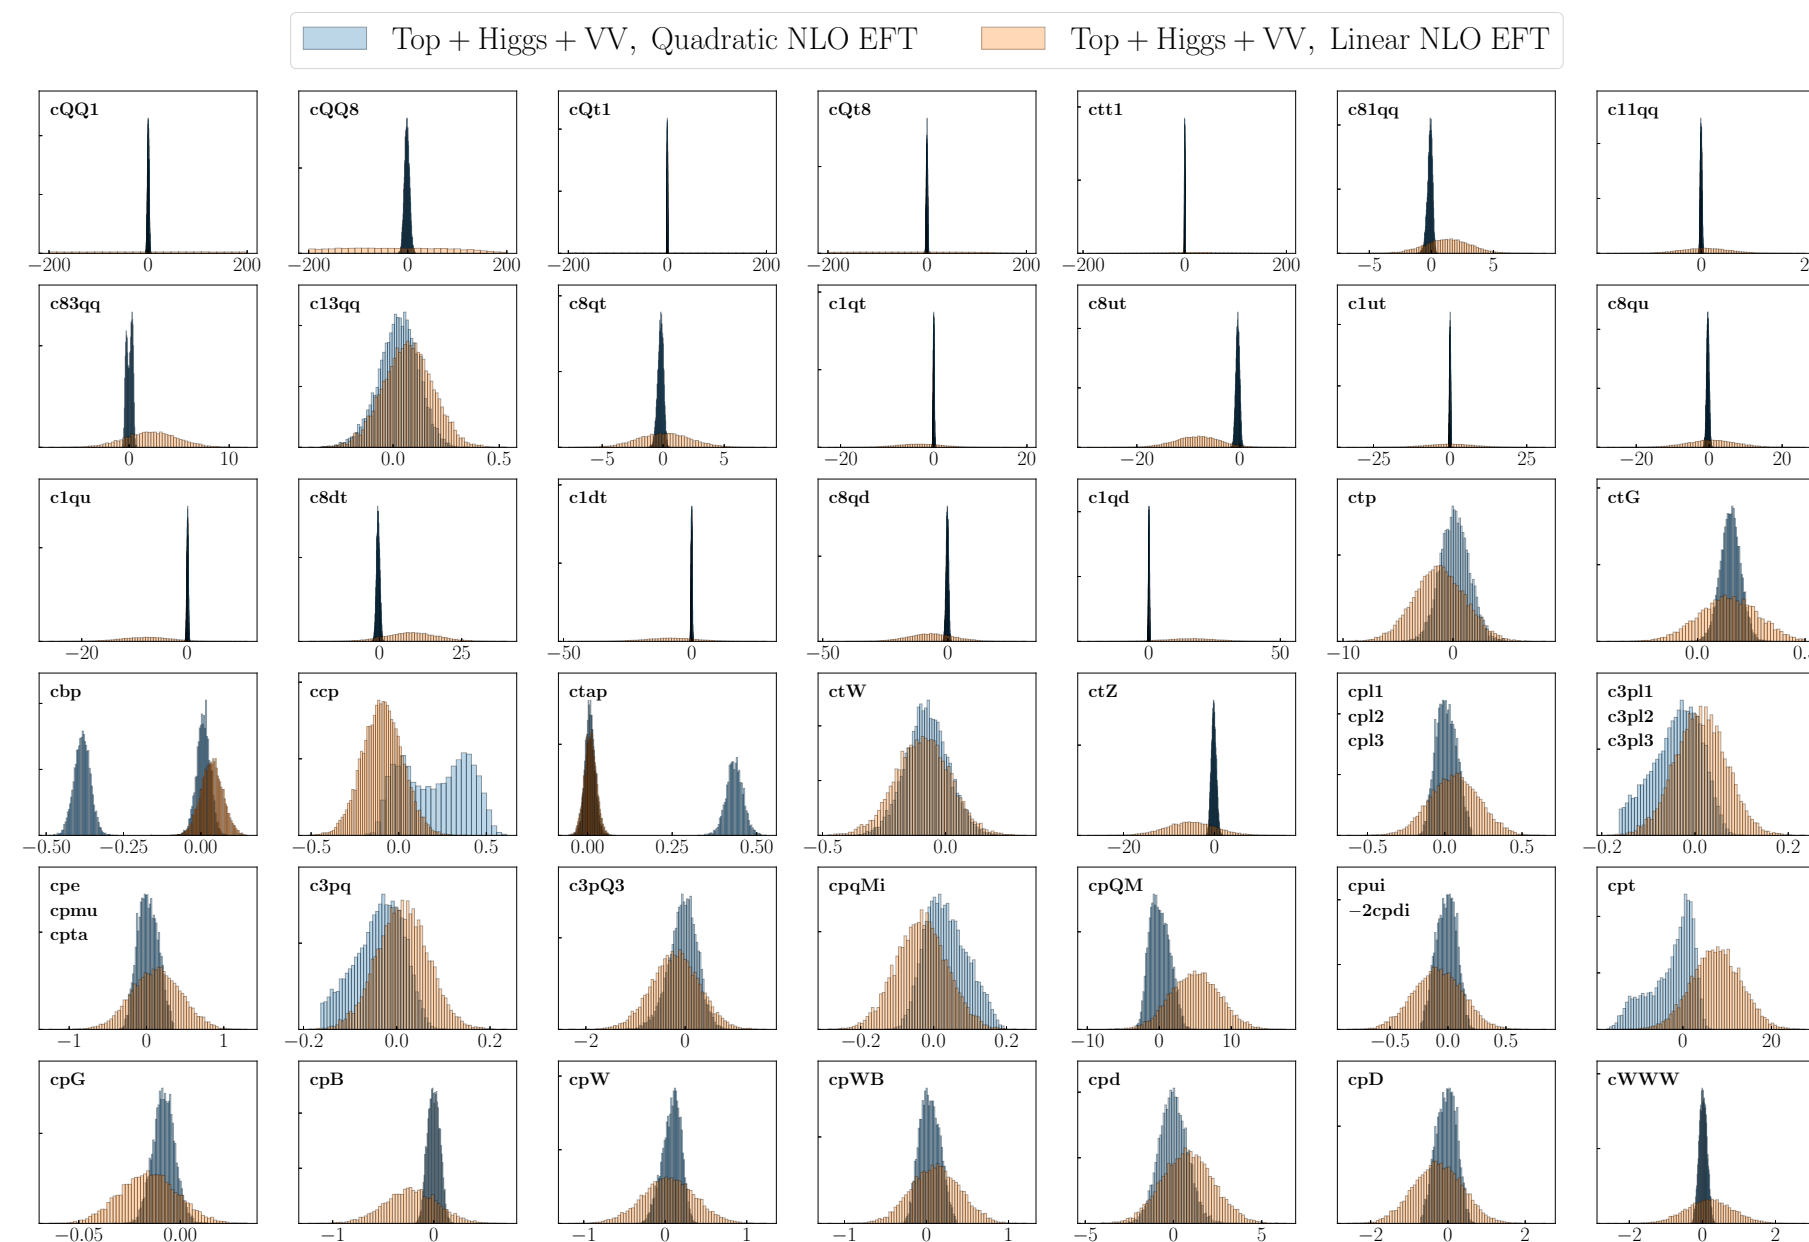 Top + Higgs + VV, Quadratic NLO EFT Top + Higgs + VV, Linear NLO EFT
cQQ1 cQQ8 cQt1 cQt8 ctt1 c81qq c11qq
−200 0 200 −200 0 200 −200 0 200 −200 0 200 −200 0 200 −5 0 5 0
c83qq c13qq c8qt c1qt c8ut c1ut c8qu
0 10 0.0 0.5 −5 0 5 −20 0 20 −20 0 −25 0 25 −20 0 20
c1qu c8dt c1dt c8qd c1qd ctp ctG
−20 0 0 25 −50 0 −50 0 0 50 −10 0 0.0
cbp ccp ctap ctW ctZ cpl1 c3pl1
cpl2 c3pl2
cpl3 c3pl3
−0.50 −0.25 0.00 −0.5 0.0 0.5 0.00 0.25 0.50 −0.5 0.0 −20 0 −0.5 0.0 0.5 −0.2 0.0 0.2
cpe c3pq c3pQ3 cpqMi cpQM cpui cpt
cpmu −2cpdi
cpta
−1 0 1 −0.2 0.0 0.2 −2 0 −0.2 0.0 0.2 −10 0 10 −0.5 0.0 0.5 0 20
cpG cpB cpW cpWB cpd cpD cWWW
−0.05 0.00 −1 0 −1 0 1 −1 0 1 −5 0 5 −2 0 2 −2 0 2